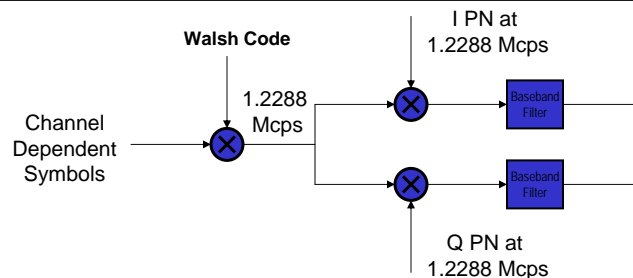 I PN at
1.2288 Mcps
Walsh Code
1.2288
Mcps
Baseband
Filter
Channel
Dependent
Symbols
Baseband
Filter
Q PN at
1.2288 Mcps